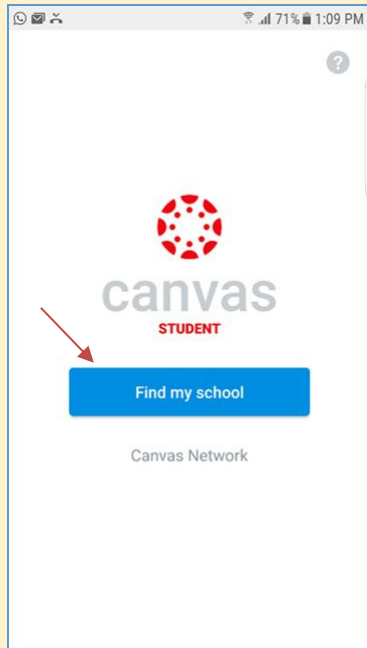 71% 1:09 PM
?
canvas
STUDENT
Find my school
Canvas Network